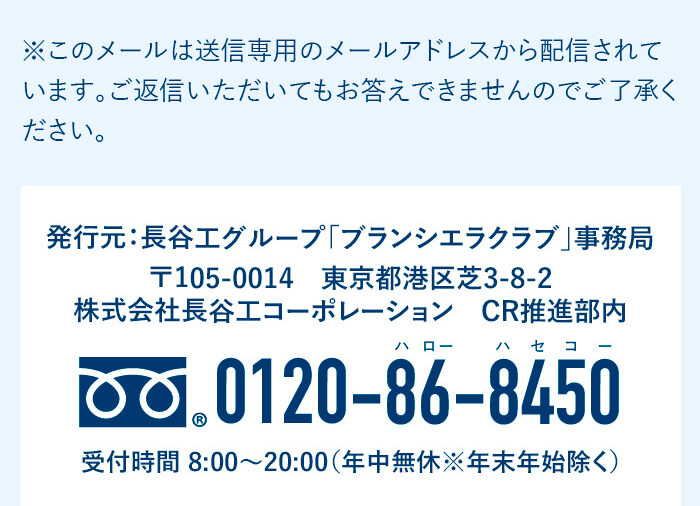 ※このメールは送信専用のメールアドレスから配信されて
います。ご返信いただいてもお答えできませんのでご了承く
ださい。
発行元：長谷工グループ「ブランシエラクラブ」事務局
〒105-0014　東京都港区芝3-8-2
株式会社長谷工コーポレーション　CR推進部内
ハロー ハセコー
® 0120-86-8450
受付時間 8:00〜20:00（年中無休※年末年始除く）